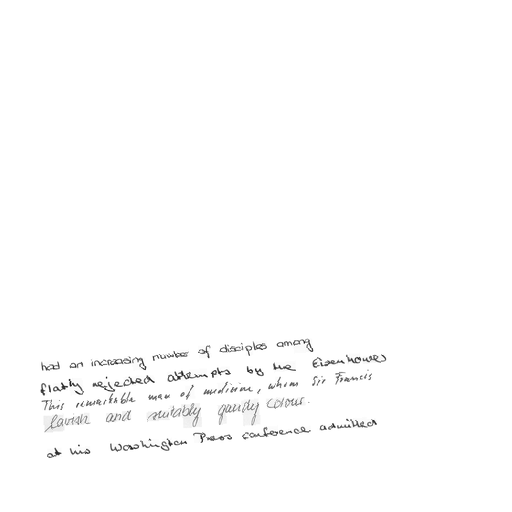 had an increasing number of disciples among
flatly rejected attempts by the Eisenhower
This remarkable man of medicine, whom Sir Francis
lavish and suitably gaudy colour.
at his Washington Press conference admitted